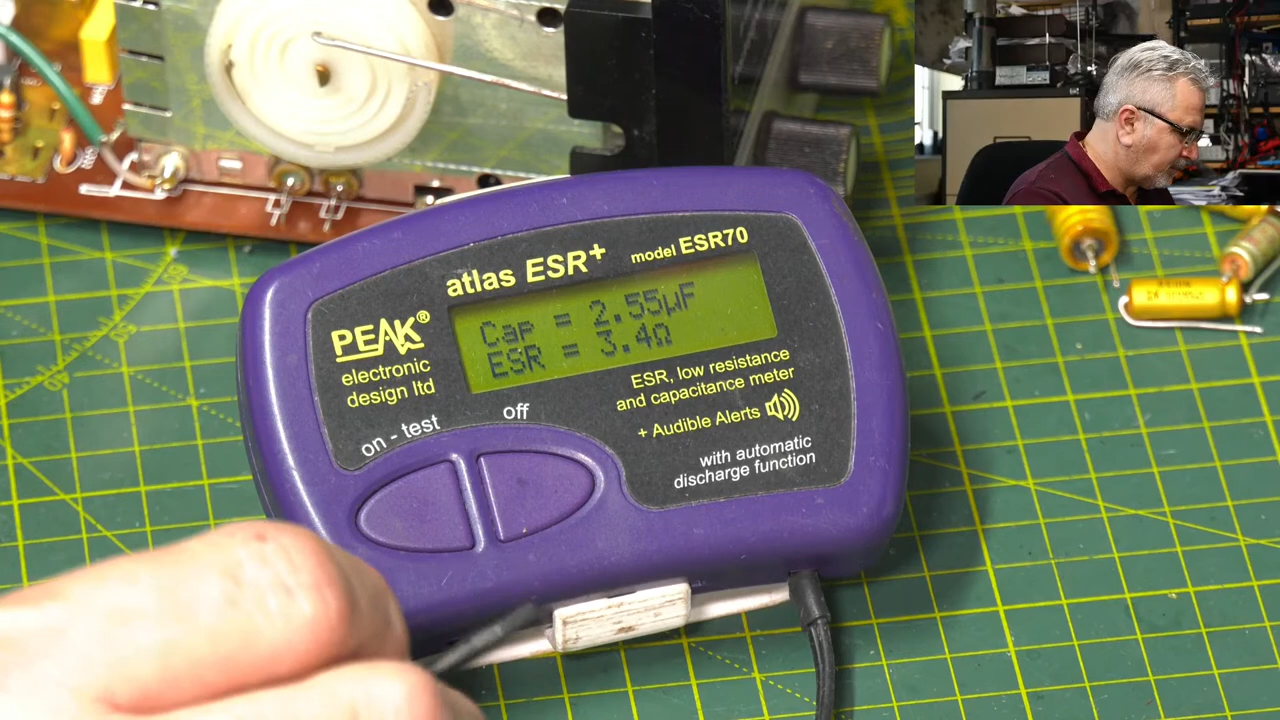 atlas ESR+ model ESR70
PEAK®
electronic
design ltd
Cap = 2.55µF
ESR = 3.4Ω
ESR, low resistance
and capacitance meter
+ Audible Alerts
with automatic
discharge function
on - test
off